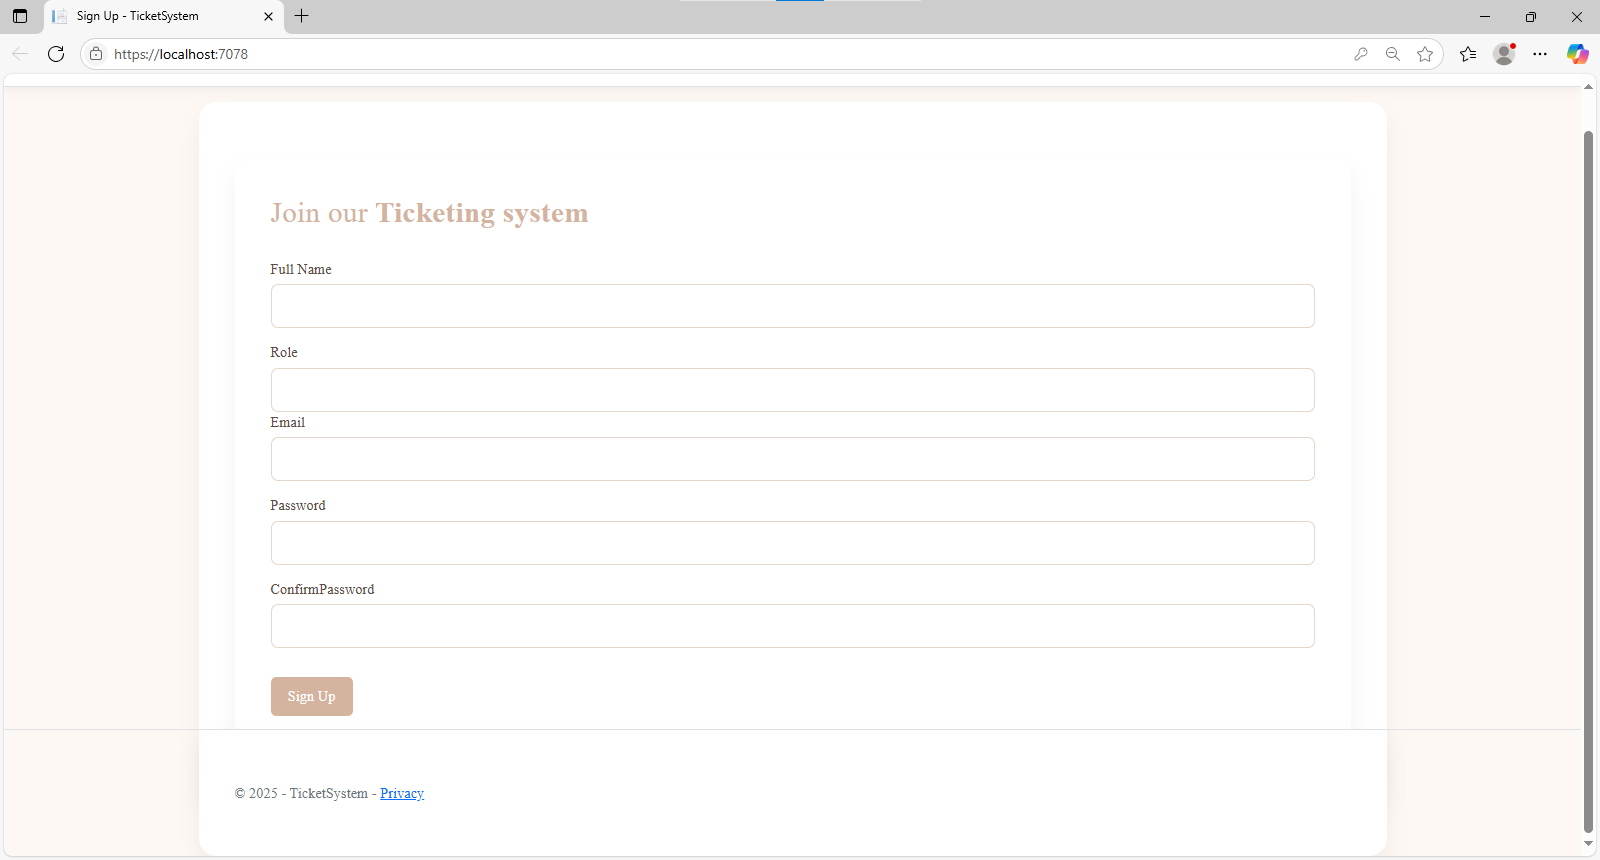 Sign Up - TicketSystem
https://localhost:7078
Join our Ticketing system
Full Name
Role
Email
Password
ConfirmPassword
Sign Up
© 2025 - TicketSystem - Privacy